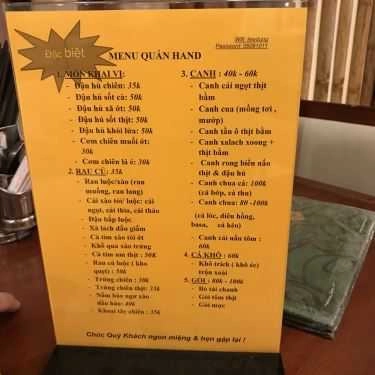 Đặc biệt
Wifi:
Password:
MENU QUÁN HAND
1. MÓN KHAI VỊ:
- Đậu hủ chiên: 35k
- Đậu hủ sốt cà: 50k
- Đậu hủ xả ớt: 50k
- Đậu hủ sốt thịt: 50k
- Đậu hủ khói lửa: 50k
- Cơm chiên muối ớt:
30k
- Cơm chiên lá é: 30k
2. RAU CỦ: 35k
- Rau luộc/xào (rau
muống, rau lang)
- Cải xào tỏi/ luộc: cải
ngọt, cải thìa, cải thảo
- Đậu bắp luộc
- Xà lách dầu giấm
- Cà tím xào tỏi ớt
- Khổ qua xào trứng
- Cà tím um thịt : 50k
- Rau củ luộc ( kho
quẹt) : 50k
- Trứng chiên : 30k
- Trứng chiên thịt: 35k
- Nấm bào ngư xào
dầu hào: 40k
- Khoai tây chiên : 35k
3. CANH : 40k - 60k
- Canh cải ngọt thịt
bằm
- Canh cua (mồng tơi ,
mướp)
- Canh tần ô thịt bằm
- Canh xalach xoong +
thịt bằm
- Canh rong biển nấu
thịt & đậu hủ
- Canh chua cá: 100k
(cá bóp, cá thu)
- Canh chua: 80 -100k
(cá lóc, diêu hồng,
basa, cá kèo)
- Canh cải nấu tôm :
60k
4. CÁ KHÔ : 60k
- Khô trích ( khô éc)
trộn xoài
5. GỎI : 80k - 100k
- Bò tái chanh
- Gỏi tôm thịt
- Gỏi mực
Chúc Quý Khách ngon miệng & hẹn gặp lại !